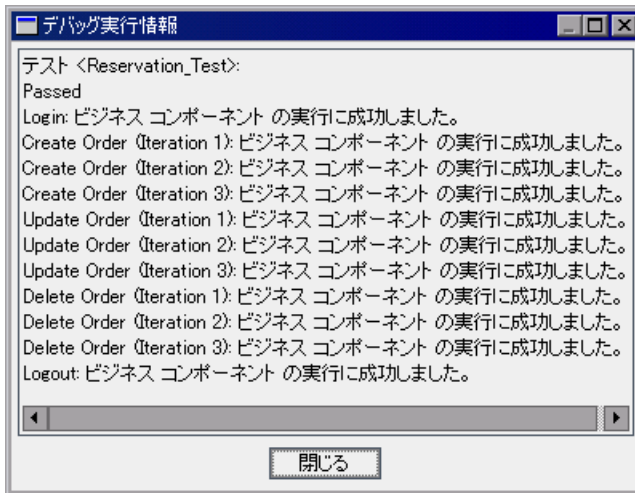 デバッグ実行情報
テスト <Reservation_Test>:
Passed
Login: ビジネス コンポーネント の実行に成功しました。
Create Order (Iteration 1): ビジネス コンポーネント の実行に成功しました。
Create Order (Iteration 2): ビジネス コンポーネント の実行に成功しました。
Create Order (Iteration 3): ビジネス コンポーネント の実行に成功しました。
Update Order (Iteration 1): ビジネス コンポーネント の実行に成功しました。
Update Order (Iteration 2): ビジネス コンポーネント の実行に成功しました。
Update Order (Iteration 3): ビジネス コンポーネント の実行に成功しました。
Delete Order (Iteration 1): ビジネス コンポーネント の実行に成功しました。
Delete Order (Iteration 2): ビジネス コンポーネント の実行に成功しました。
Delete Order (Iteration 3): ビジネス コンポーネント の実行に成功しました。
Logout: ビジネス コンポーネント の実行に成功しました。
閉じる